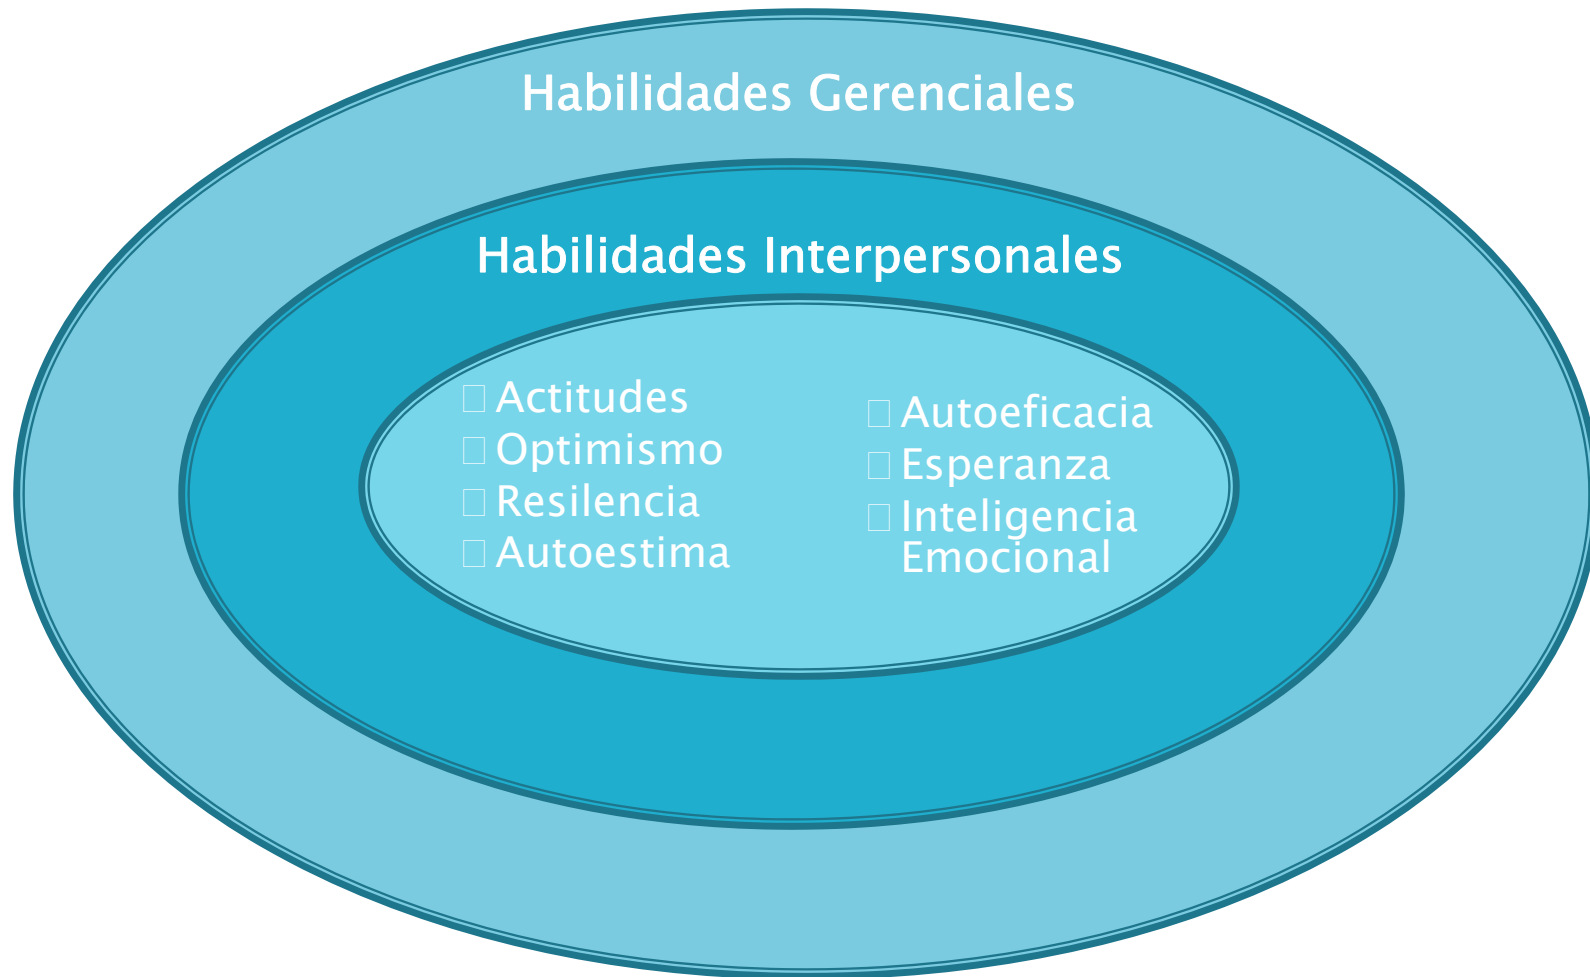 Habilidades Gerenciales
Habilidades Interpersonales
Actitudes
Optimismo
Resilencia
Autoestima
Autoeficacia
Esperanza
Inteligencia
Emocional